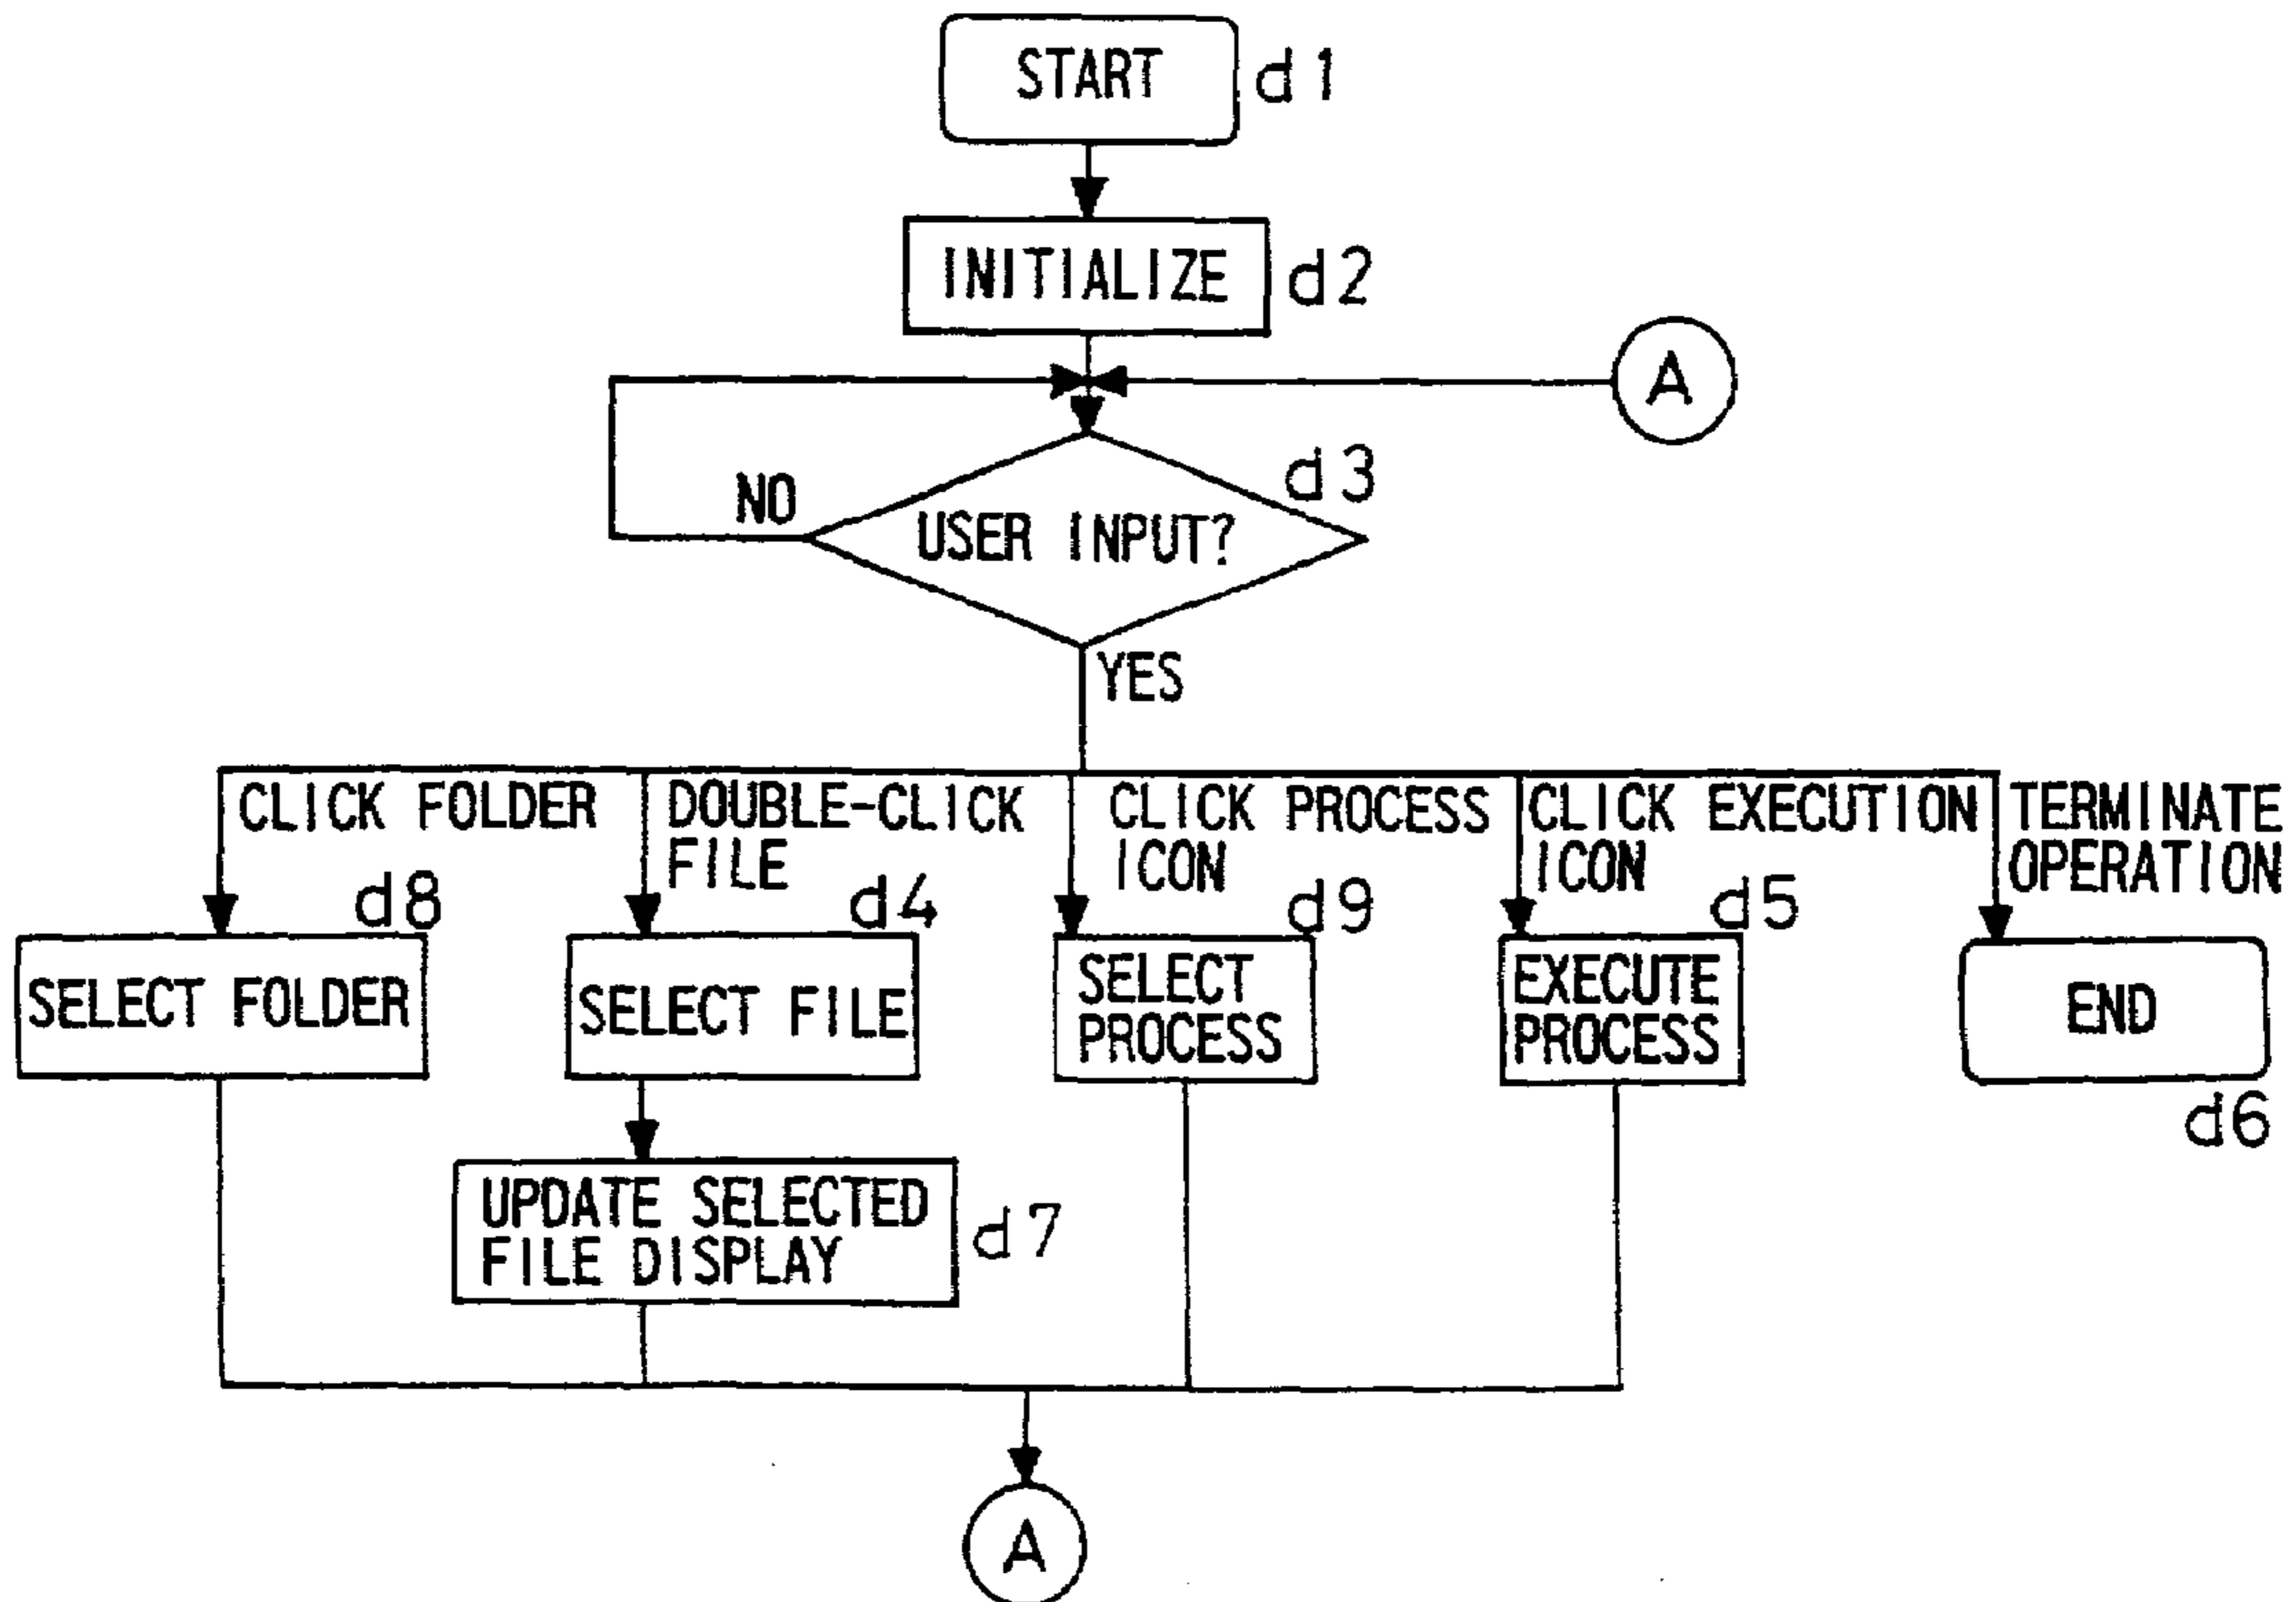 START d1
INITIALIZE d2
A
d3
NO
USER INPUT?
YES
CLICK FOLDER
DOUBLE-CLICK
FILE
CLICK PROCESS
ICON
CLICK EXECUTION
ICON
TERMINATE
OPERATION
d8
d4
d9
d5
SELECT FOLDER
SELECT FILE
SELECT
PROCESS
EXECUTE
PROCESS
END
d6
UPDATE SELECTED
FILE DISPLAY
d7
A